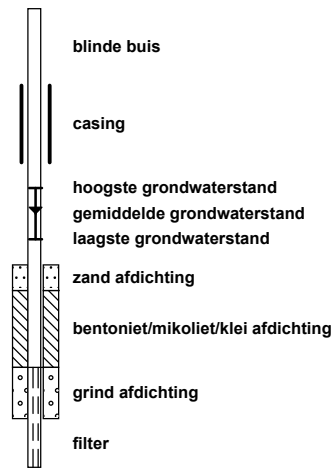 blinde buis
casing
hoogste grondwaterstand
gemiddelde grondwaterstand
laagste grondwaterstand
zand afdichting
bentoniet/mikoliet/klei afdichting
grind afdichting
filter